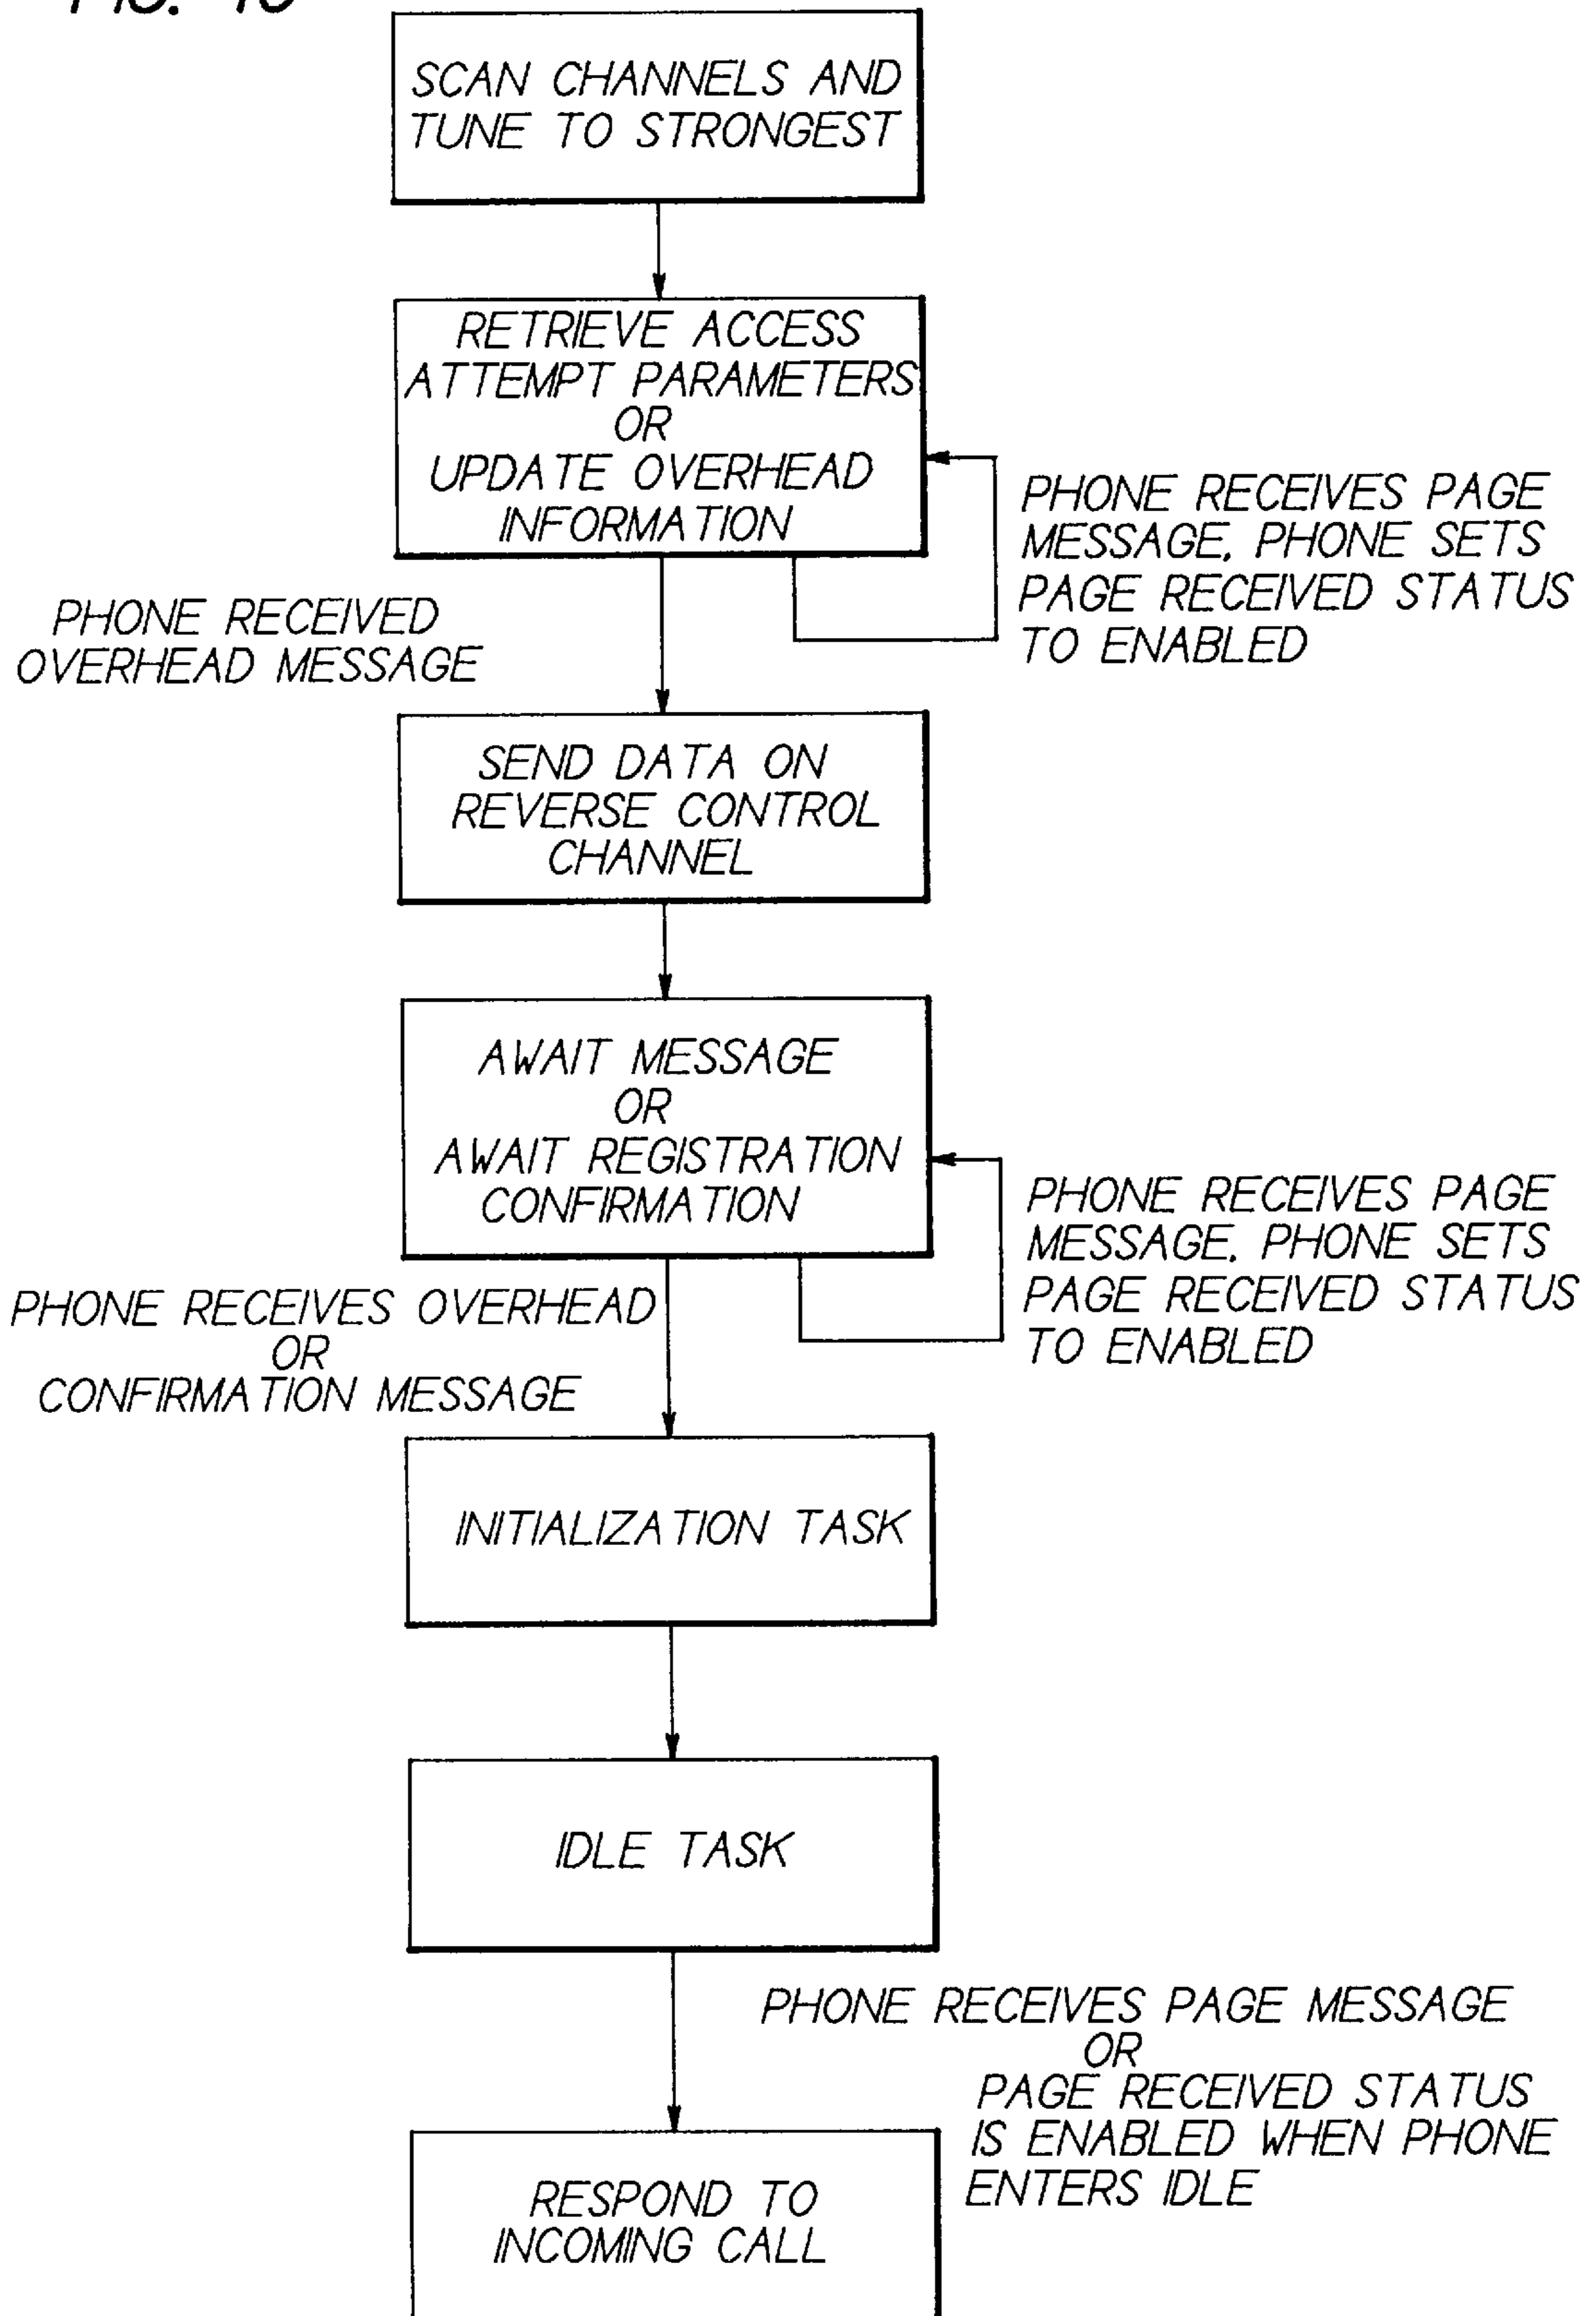 SCAN CHANNELS AND
TUNE TO STRONGEST
RETRIEVE ACCESS
ATTEMPT PARAMETERS
OR
UPDATE OVERHEAD
INFORMATION
PHONE RECEIVES PAGE
MESSAGE, PHONE SETS
PAGE RECEIVED STATUS
TO ENABLED
PHONE RECEIVED
OVERHEAD MESSAGE
SEND DATA ON
REVERSE CONTROL
CHANNEL
AWAIT MESSAGE
OR
AWAIT REGISTRATION
CONFIRMATION
PHONE RECEIVES PAGE
MESSAGE, PHONE SETS
PAGE RECEIVED STATUS
TO ENABLED
PHONE RECEIVES OVERHEAD
OR
CONFIRMATION MESSAGE
INITIALIZATION TASK
IDLE TASK
PHONE RECEIVES PAGE MESSAGE
OR
PAGE RECEIVED STATUS
IS ENABLED WHEN PHONE
ENTERS IDLE
RESPOND TO
INCOMING CALL